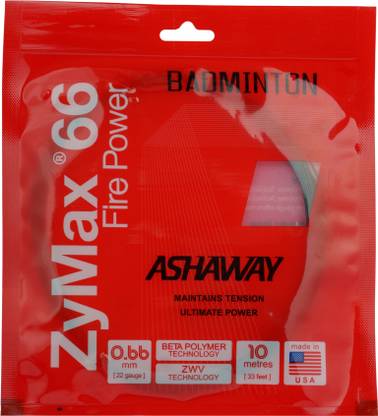 BADMINTON
ZyMax® 66
Fire Power
ASHAWAY
MAINTAINS TENSION
ULTIMATE POWER
0.66
mm
[22 gauge]
BETA POLYMER
TECHNOLOGY
ZWV
TECHNOLOGY
10
metres
[33 feet]
made in
USA